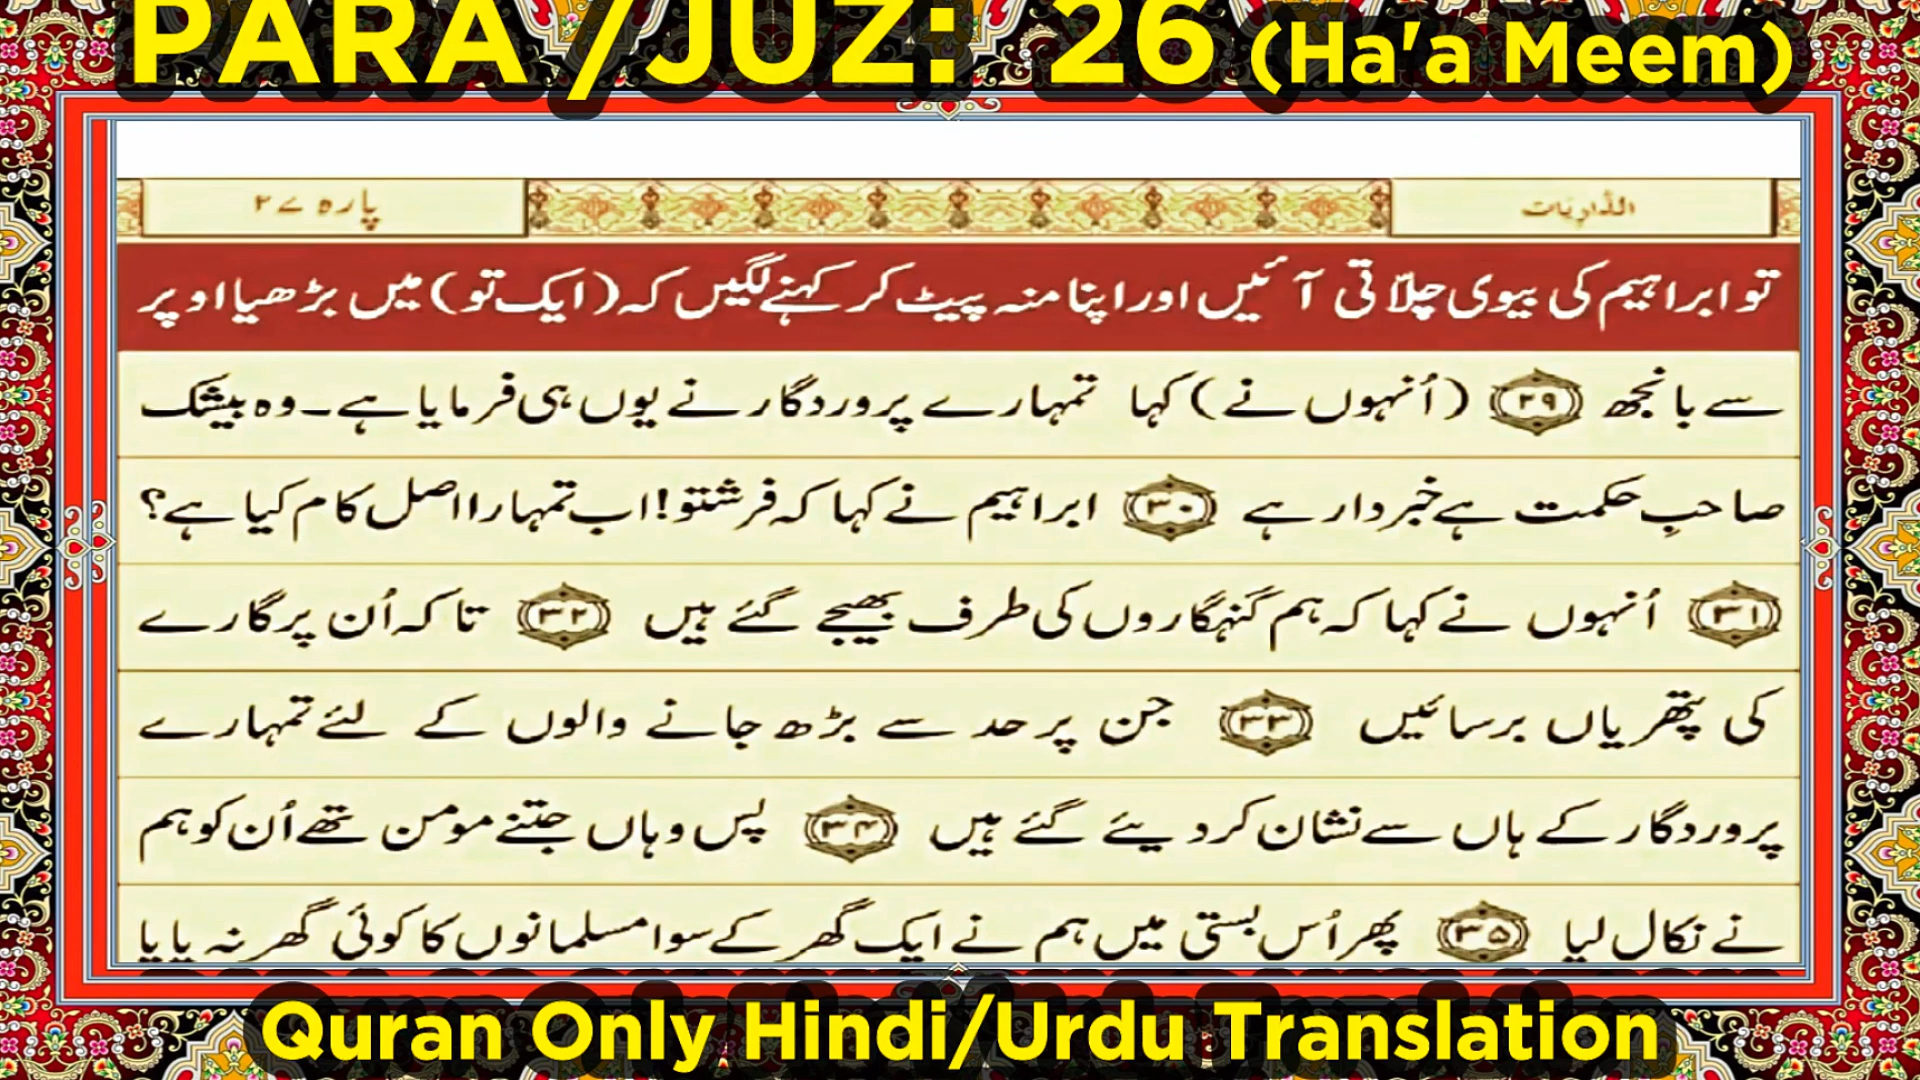 PARA /JUZ: 26 (Ha'a Meem)
الذاریات
پارہ ۲۷
تو ابراہیم کی بیوی چلّاتی آئیں اور اپنا منہ پیٹ کر کہنے لگیں کہ (ایک تو) میں بڑھیا اوپر
سے بانجھ ۲۹ (اُنہوں نے) کہا تمہارے پروردگار نے یوں ہی فرمایا ہے۔ وہ بیشک
صاحبِ حکمت ہے خبردار ہے ۳۰ ابراہیم نے کہا کہ فرشتو! اب تمہارا اصل کام کیا ہے؟
۳۱ اُنہوں نے کہا کہ ہم گنہگاروں کی طرف بھیجے گئے ہیں ۳۲ تاکہ اُن پر گارے
کی پتھریاں برسائیں ۳۳ جن پر حد سے بڑھ جانے والوں کے لئے تمہارے
پروردگار کے ہاں سے نشان کر دیئے گئے ہیں ۳۴ پس وہاں جتنے مومن تھے اُن کو ہم
نے نکال لیا ۳۵ پھر اُس بستی میں ہم نے ایک گھر کے سوا مسلمانوں کا کوئی گھر نہ پایا
Quran Only Hindi/Urdu Translation